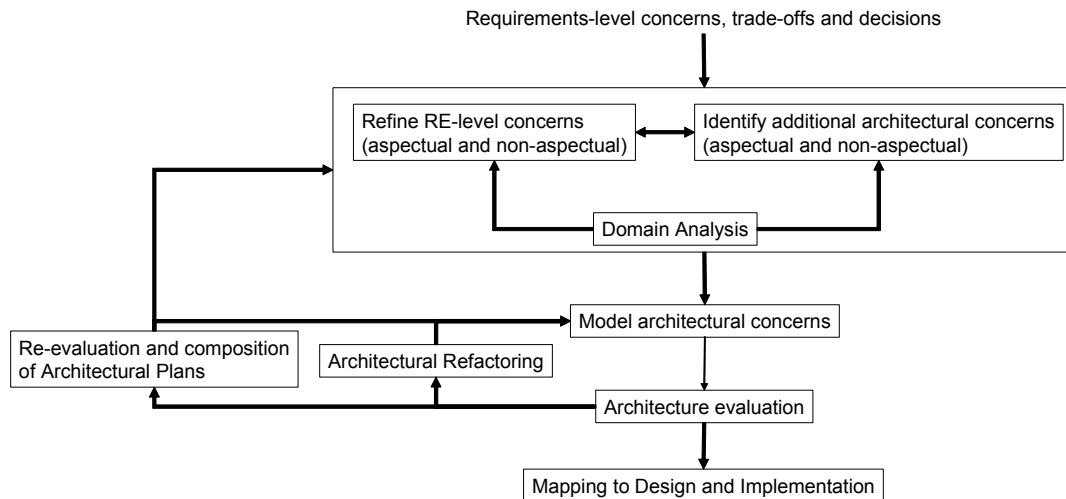 Requirements-level concerns, trade-offs and decisions
Refine RE-level concerns
(aspectual and non-aspectual)
Identify additional architectural concerns
(aspectual and non-aspectual)
Domain Analysis
Model architectural concerns
Re-evaluation and composition
of Architectural Plans
Architectural Refactoring
Architecture evaluation
Mapping to Design and Implementation